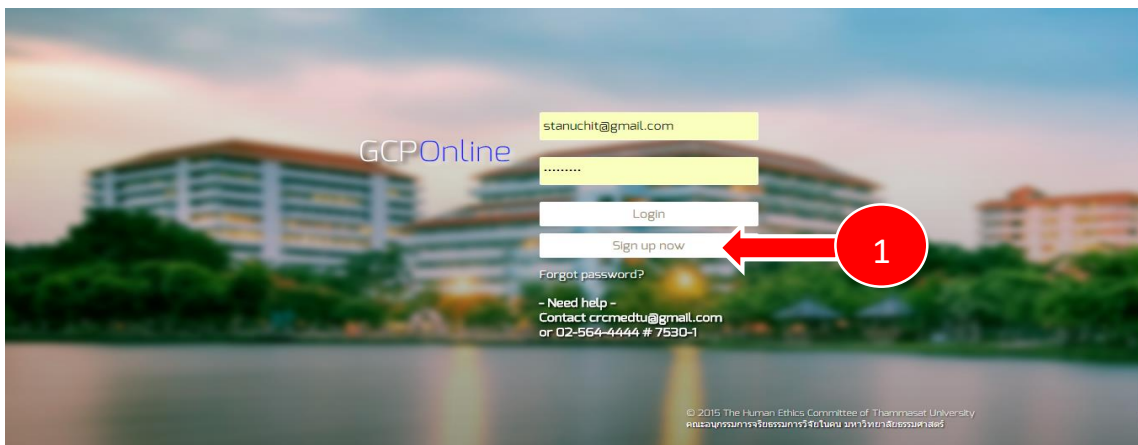 stanuchit@gmail.com
GCPOnline
•••••••••
Login
Sign up now
1
Forgot password?
- Need help -
Contact crcmedtu@gmail.com
or 02-564-4444 # 7530-1
© 2015 The Human Ethics Committee of Thammasat University
คณะอนุกรรมการจริยธรรมการวิจัยในคน มหาวิทยาลัยธรรมศาสตร์